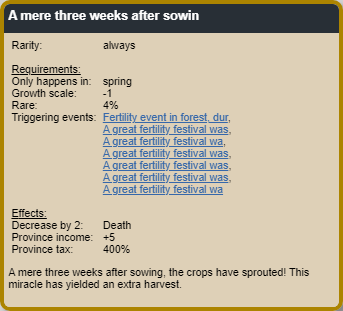 A mere three weeks after sowin
Rarity: always
Requirements:
Only happens in: spring
Growth scale: -1
Rare: 4%
Triggering events: Fertility event in forest, dur,
A great fertility festival was,
A great fertility festival wa,
A great fertility festival was,
A great fertility festival was,
A great fertility festival was,
A great fertility festival wa
Effects:
Decrease by 2: Death
Province income: +5
Province tax: 400%
A mere three weeks after sowing, the crops have sprouted! This
miracle has yielded an extra harvest.